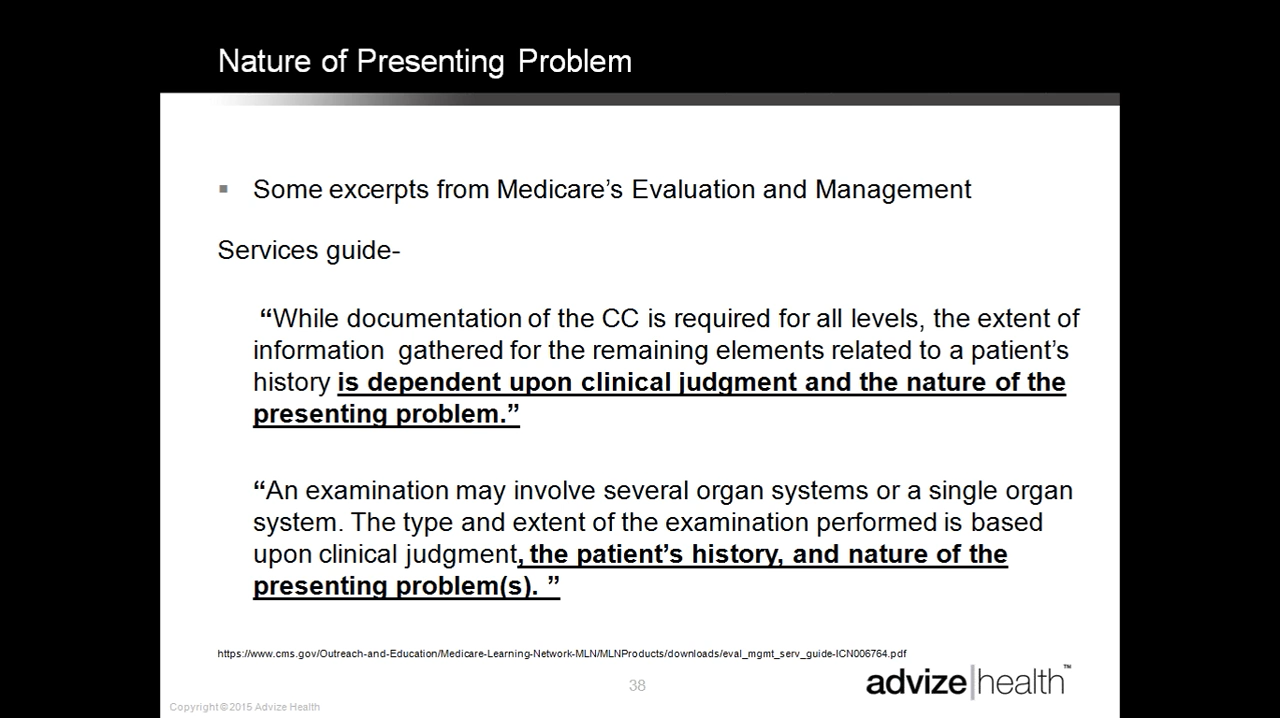 Nature of Presenting Problem
▪ Some excerpts from Medicare’s Evaluation and Management
Services guide-
“While documentation of the CC is required for all levels, the extent of
information gathered for the remaining elements related to a patient’s
history is dependent upon clinical judgment and the nature of the
presenting problem.”
“An examination may involve several organ systems or a single organ
system. The type and extent of the examination performed is based
upon clinical judgment, the patient’s history, and nature of the
presenting problem(s). ”
https://www.cms.gov/Outreach-and-Education/Medicare-Learning-Network-MLN/MLNProducts/downloads/eval_mgmt_serv_guide-ICN006764.pdf
advize|health™
38
Copyright©2015 Advize Health